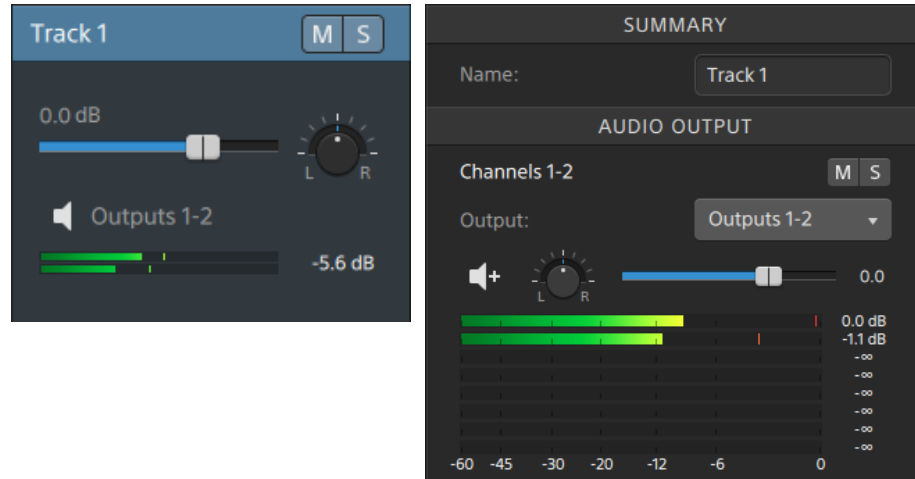 Track 1
M S
0.0 dB
L R
Outputs 1-2
-5.6 dB
SUMMARY
Name: Track 1
AUDIO OUTPUT
Channels 1-2 M S
Output: Outputs 1-2
L R
0.0
0.0 dB
-1.1 dB
-∞
-∞
-∞
-∞
-∞
-∞
-60 -45 -30 -20 -12 -6 0